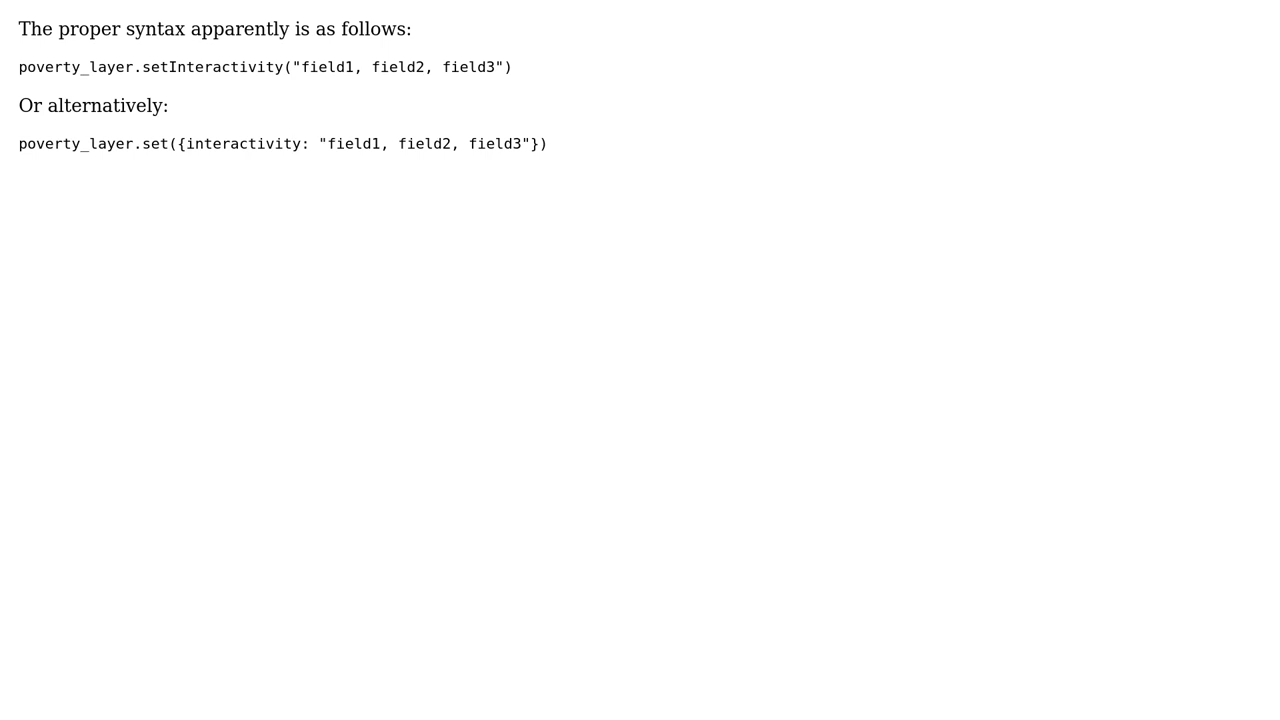 The proper syntax apparently is as follows:
poverty_layer.setInteractivity("field1, field2, field3")
Or alternatively:
poverty_layer.set({interactivity: "field1, field2, field3"})